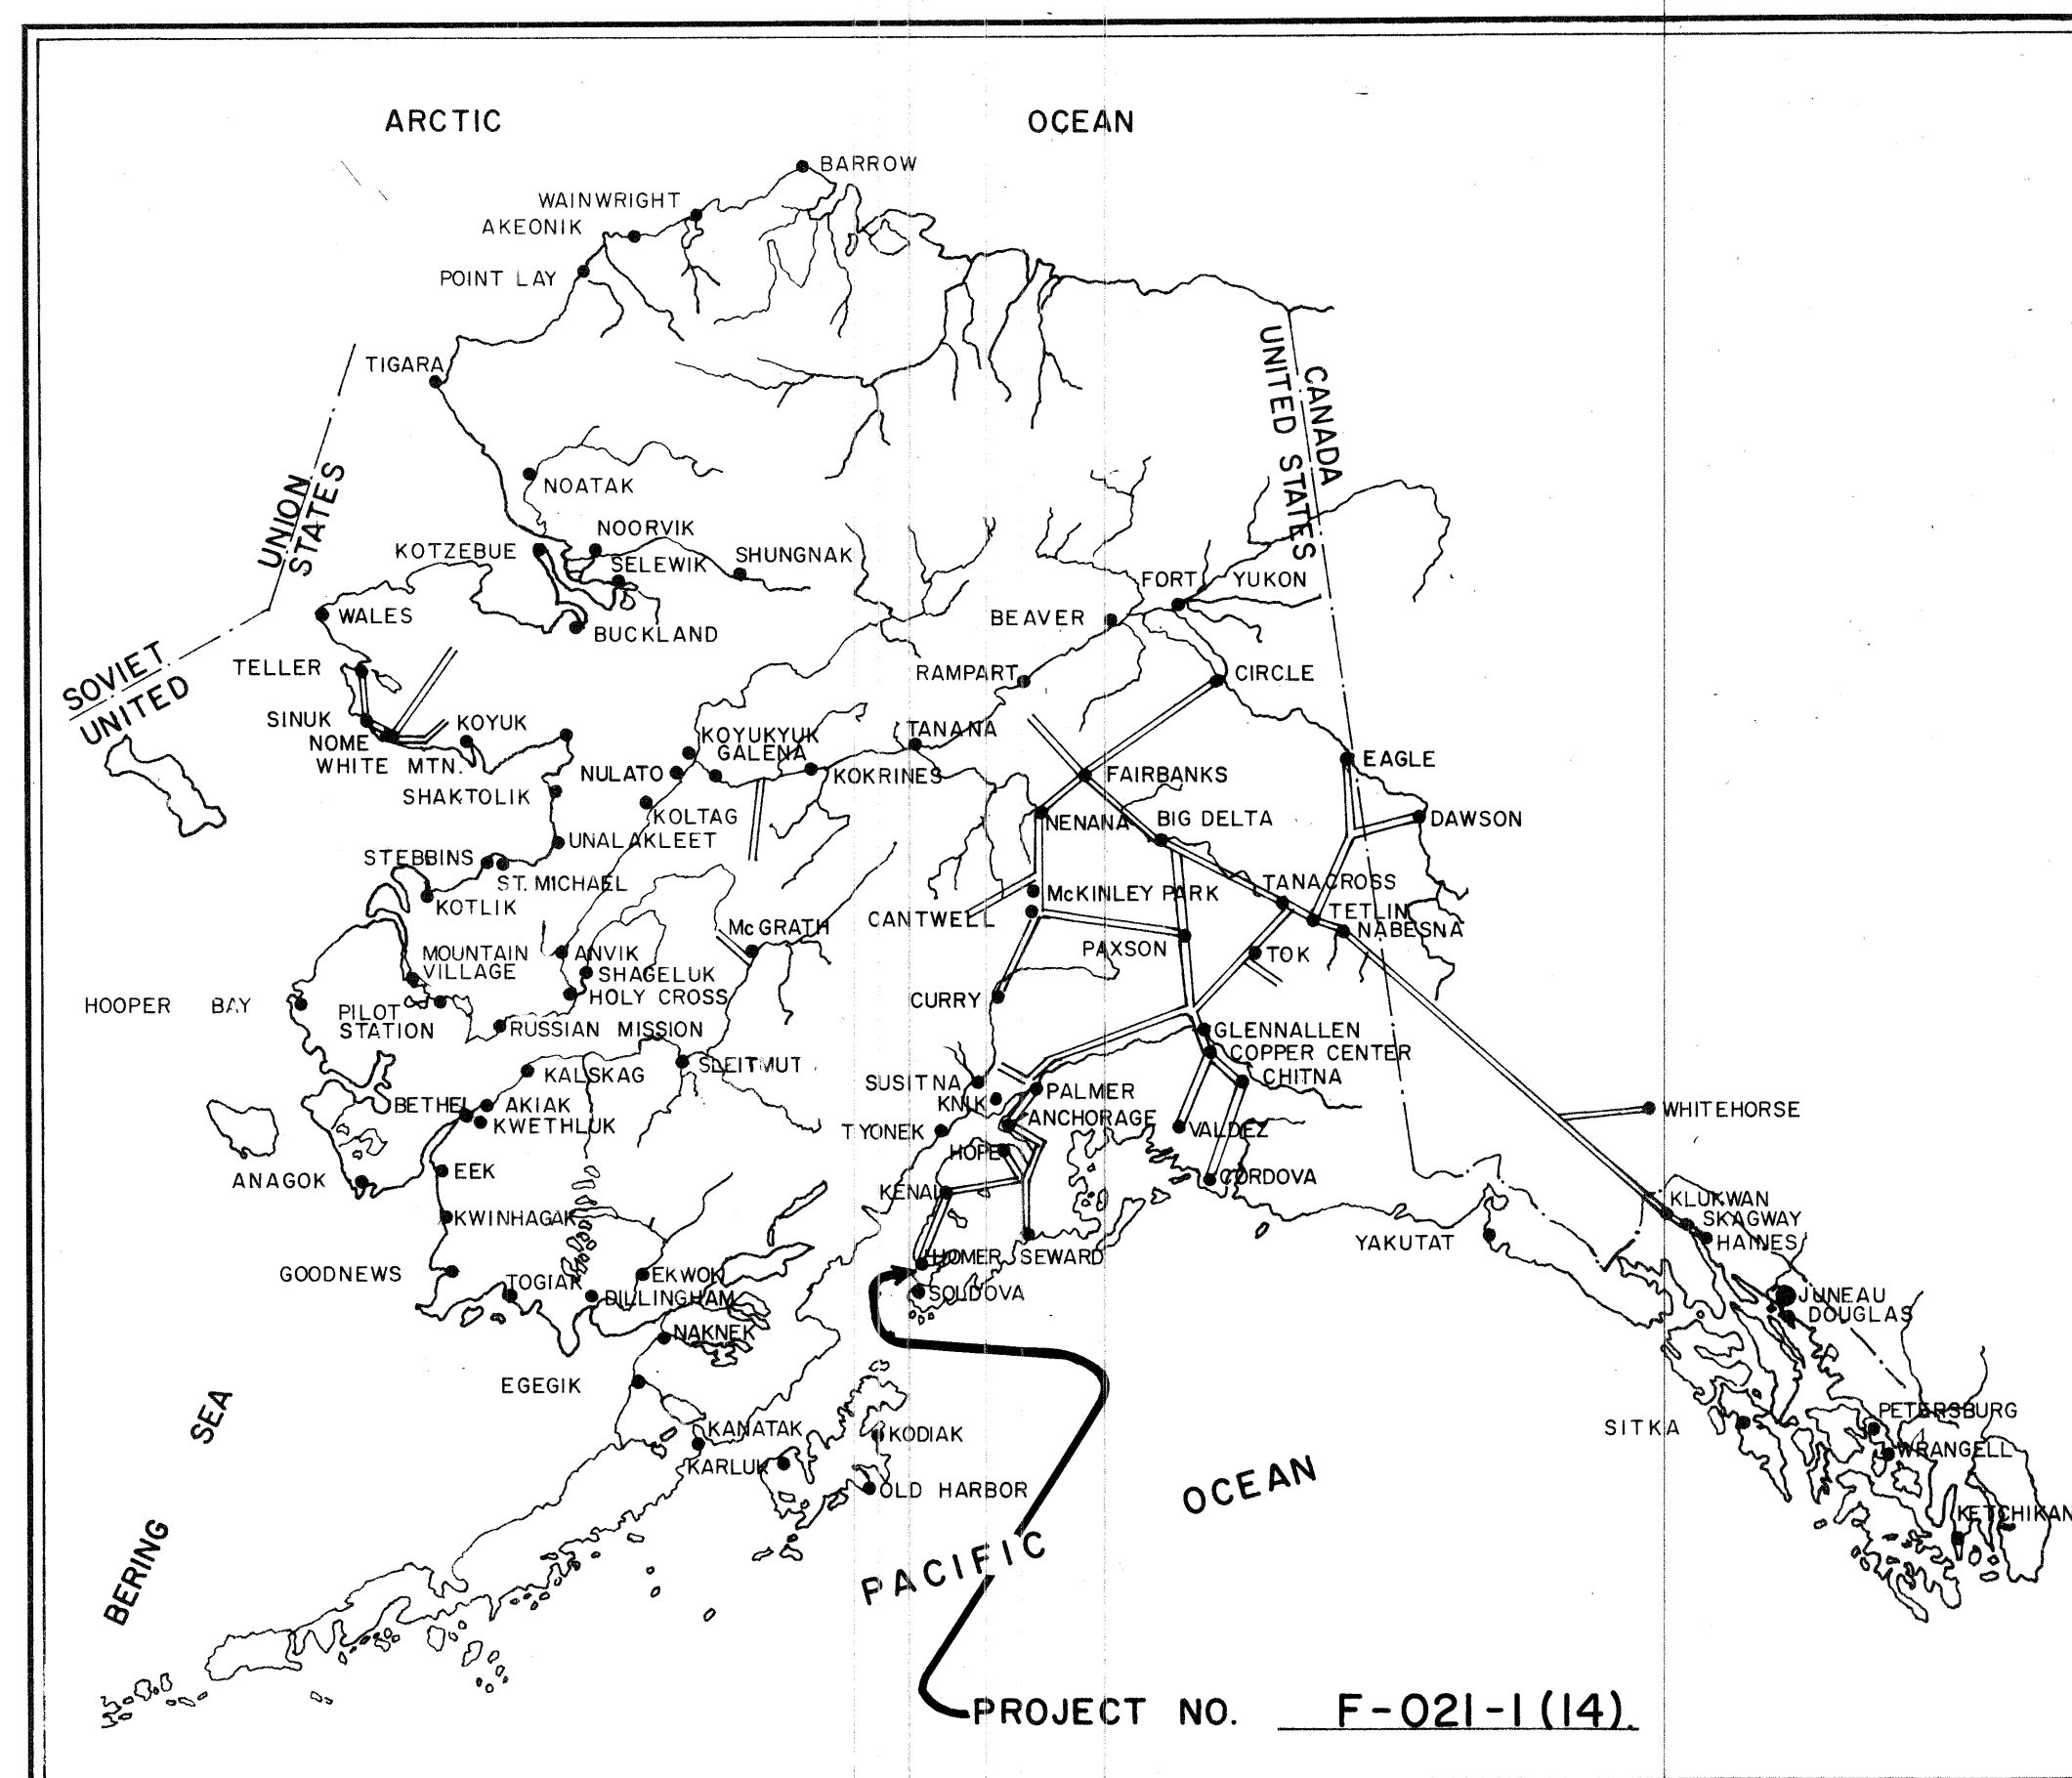 ARCTIC OCEAN
BARROW
WAINWRIGHT
AKEONIK
POINT LAY
TIGARA
UNION
STATES
SOVIET
UNITED
CANADA
UNITED STATES
NOATAK
NOORVIK
KOTZEBUE
SELEWIK
SHUNGNAK
FORT YUKON
WALES
BUCKLAND
BEAVER
TELLER
RAMPART
CIRCLE
SINUK
KOYUK
NOME
WHITE MTN.
KOYUKYUK
GALENA
TANANA
EAGLE
NULATO
KOKRINES
FAIRBANKS
SHAKTOLIK
KOLTAG
NENANA
BIG DELTA
DAWSON
UNALAKLEET
STEBBINS
ST. MICHAEL
TANACROSS
McKINLEY PARK
KOTLIK
CANTWELL
TETLIN
McGRATH
NABESNA
MOUNTAIN
VILLAGE
ANVIK
PAXSON
TOK
SHAGELUK
HOLY CROSS
HOOPER BAY
CURRY
PILOT
STATION
RUSSIAN MISSION
GLENNALLEN
COPPER CENTER
SLEITMUT
KALSKAG
CHITNA
SUSITNA
PALMER
KNIK
BETHEL
AKIAK
KWETHLUK
ANCHORAGE
WHITEHORSE
TYONEK
VALDEZ
HOPE
ANAGOK
EEK
CORDOVA
KENAI
KLUKWAN
KWINHAGAK
SKAGWAY
YAKUTAT
HAINES
HOMER
SEWARD
GOODNEWS
TOGIAK
EKWOK
DILLINGHAM
SOLDOVA
JUNEAU
DOUGLAS
NAKNEK
EGEGIK
PETERSBURG
SITKA
KANATAK
KODIAK
WRANGELL
KARLUK
OLD HARBOR
KETCHIKAN
BERING SEA
PACIFIC OCEAN
PROJECT NO. F-021-1(14)